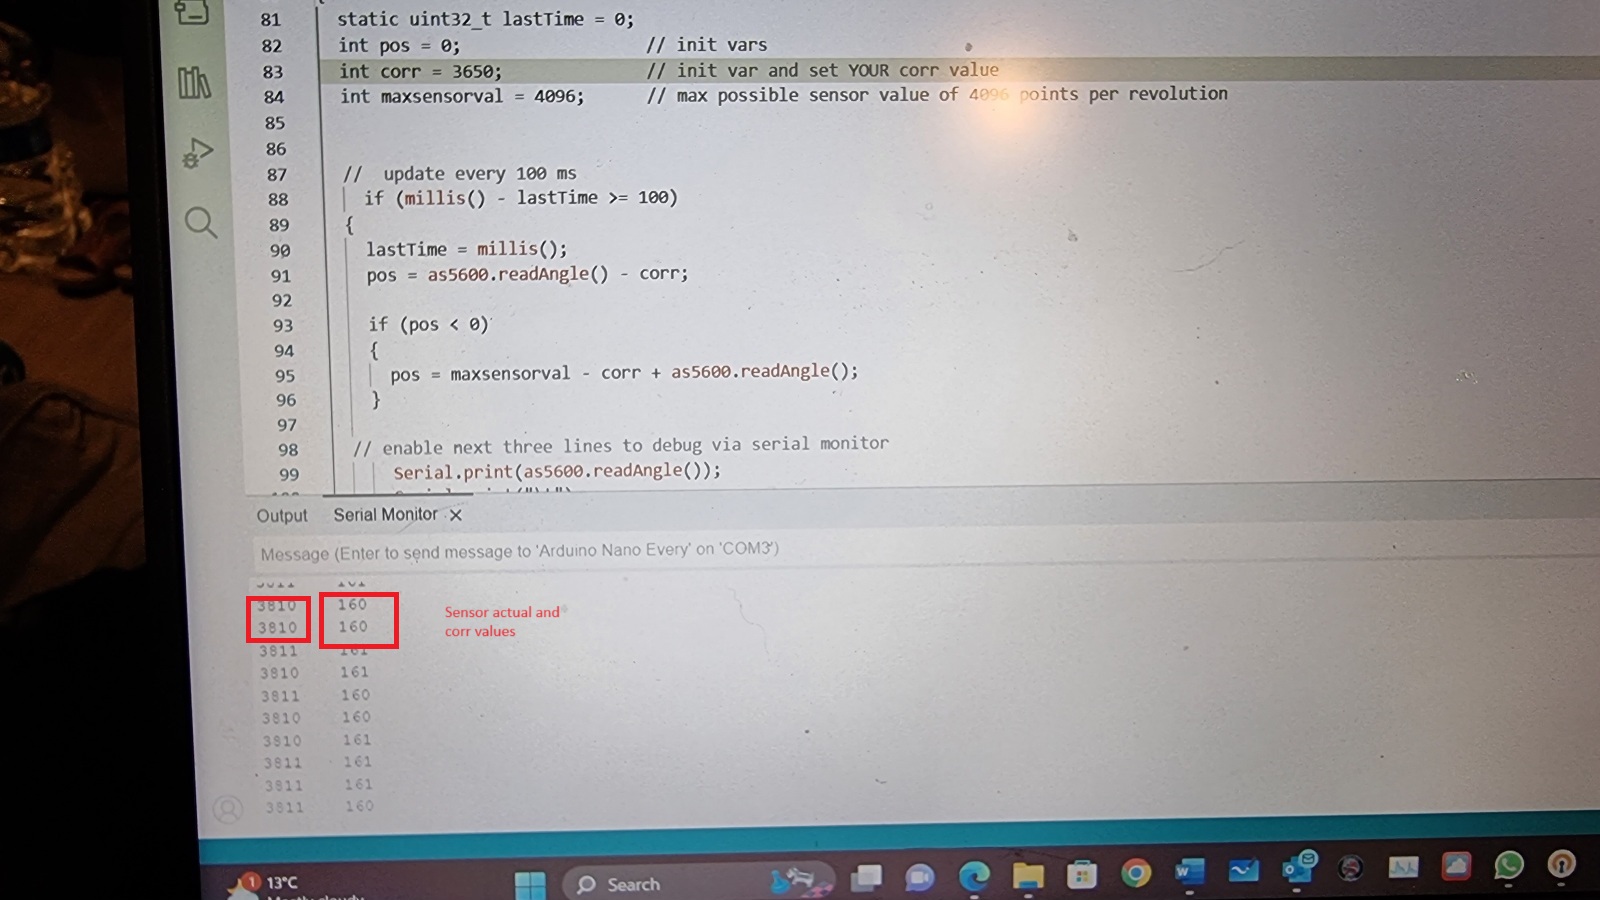 81 static uint32_t lastTime = 0;
82 int pos = 0; // init vars
83 int corr = 3650; // init var and set YOUR corr value
84 int maxsensorval = 4096; // max possible sensor value of 4096 points per revolution
85
86
87 // update every 100 ms
88 if (millis() - lastTime >= 100)
89 {
90 lastTime = millis();
91 pos = as5600.readAngle() - corr;
92
93 if (pos < 0)
94 {
95 pos = maxsensorval - corr + as5600.readAngle();
96 }
97
98 // enable next three lines to debug via serial monitor
99 Serial.print(as5600.readAngle());
Output Serial Monitor X
Message (Enter to send message to 'Arduino Nano Every' on 'COM3')
3810 160
3810 160
Sensor actual and
corr values
3811 161
3810 161
3811 160
3810 160
3810 161
3811 161
3811 161
3811 160
1 13°C
Search